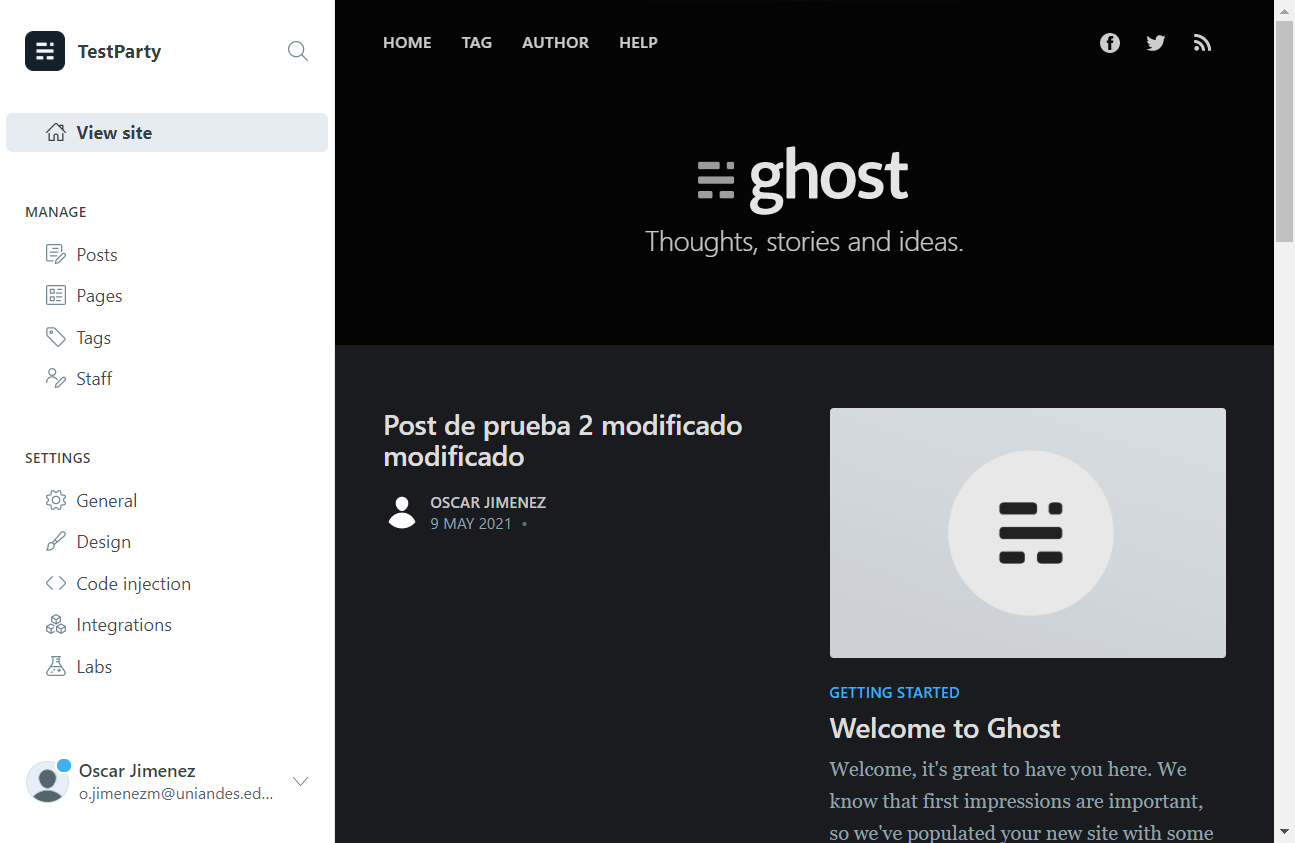 TestParty
View site
MANAGE
Posts
Pages
Tags
Staff
SETTINGS
General
Design
Code injection
Integrations
Labs
Oscar Jimenez
o.jimenezm@uniandes.ed...
HOME TAG AUTHOR HELP
ghost
Thoughts, stories and ideas.
Post de prueba 2 modificado
modificado
OSCAR JIMENEZ
9 MAY 2021 •
GETTING STARTED
Welcome to Ghost
Welcome, it's great to have you here. We
know that first impressions are important,
so we've populated your new site with some